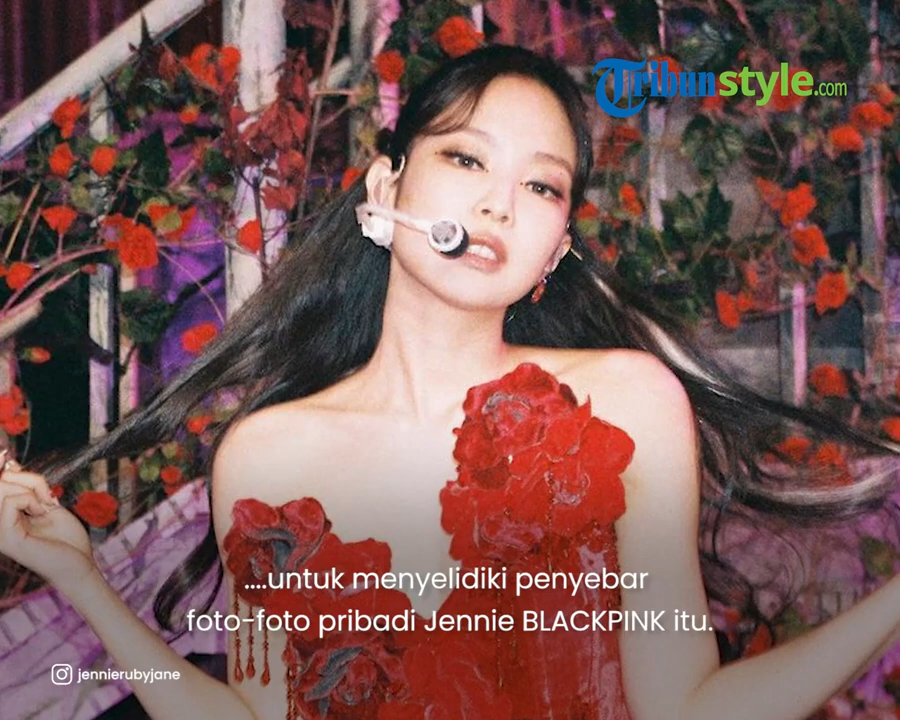 Tribunstyle.com
....untuk menyelidiki penyebar
foto-foto pribadi Jennie BLACKPINK itu.
jennierubyjane